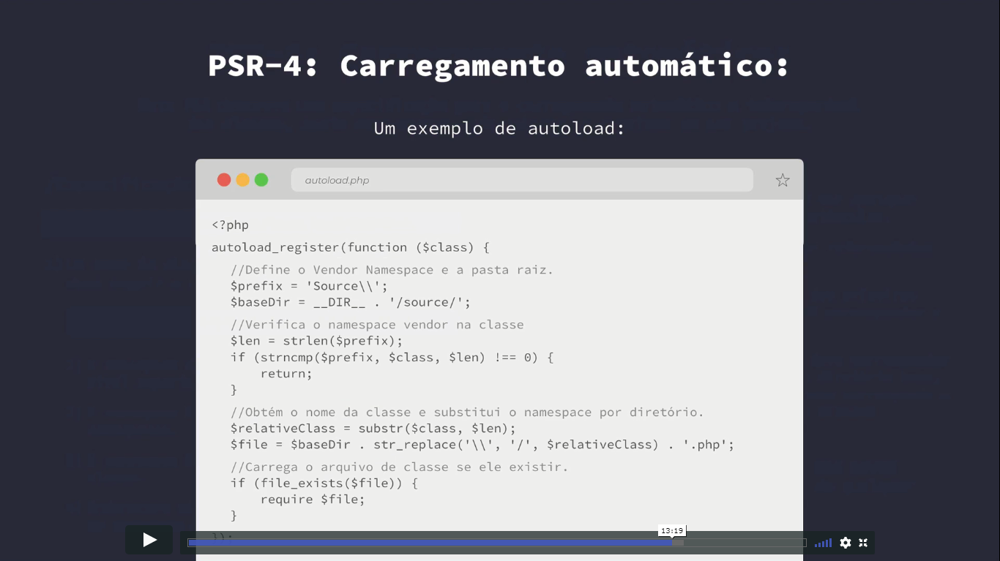 PSR-4: Carregamento automático:
Um exemplo de autoload:
autoload.php
<?php
autoload_register(function ($class) {
//Define o Vendor Namespace e a pasta raiz.
$prefix = 'Source\\';
$baseDir = __DIR__ . '/source/';
//Verifica o namespace vendor na classe
$len = strlen($prefix);
if (strncmp($prefix, $class, $len) !== 0) {
return;
}
//Obtém o nome da classe e substitui o namespace por diretório.
$relativeClass = substr($class, $len);
$file = $baseDir . str_replace('\\', '/', $relativeClass) . '.php';
//Carrega o arquivo de classe se ele existir.
if (file_exists($file)) {
require $file;
}
});
13:19